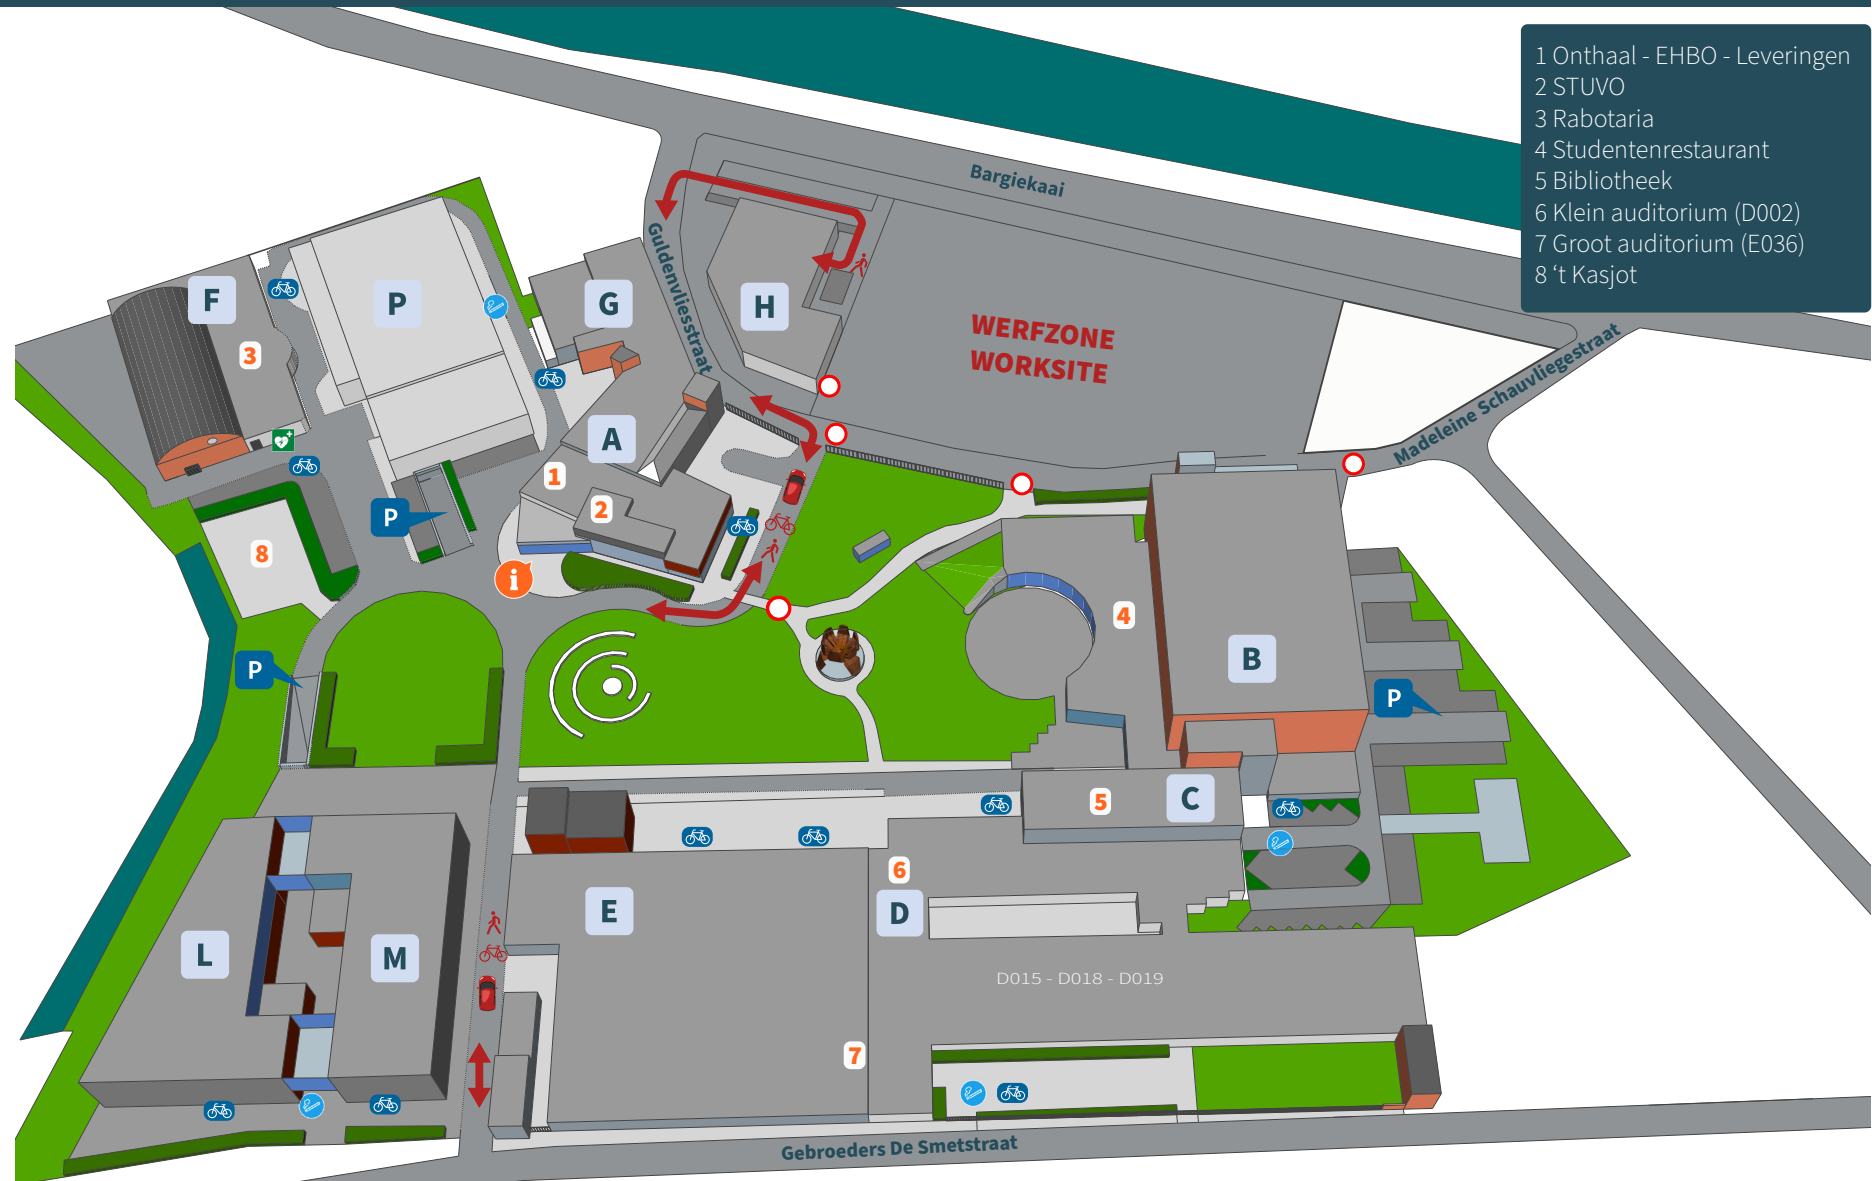 1 Onthaal - EHBO - Leveringen
2 STUVO
3 Rabotaria
4 Studentenrestaurant
5 Bibliotheek
6 Klein auditorium (D002)
7 Groot auditorium (E036)
8 ‘t Kasjot
Bargiekaai
Guldenvliesstraat
Madeleine Schauvliegestraat
WERFZONE
WORKSITE
F
P
G
H
3
A
1
2
P
8
i
4
B
P
P
5
C
6
E
D
L
M
D015 - D018 - D019
7
Gebroeders De Smetstraat